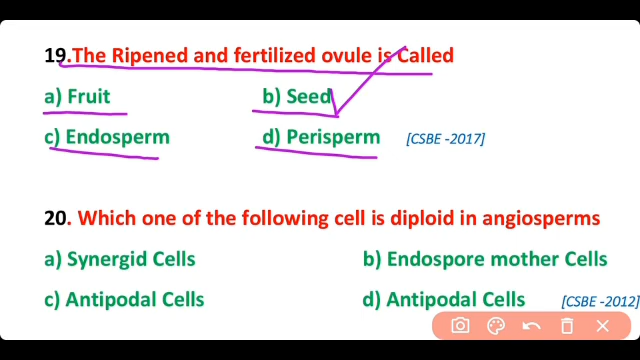 19.The Ripened and fertilized ovule is Called
a) Fruit b) Seed
c) Endosperm d) Perisperm [CSBE -2017]
20. Which one of the following cell is diploid in angiosperms
a) Synergid Cells b) Endospore mother Cells
c) Antipodal Cells d) Antipodal Cells [CSBE -2012]